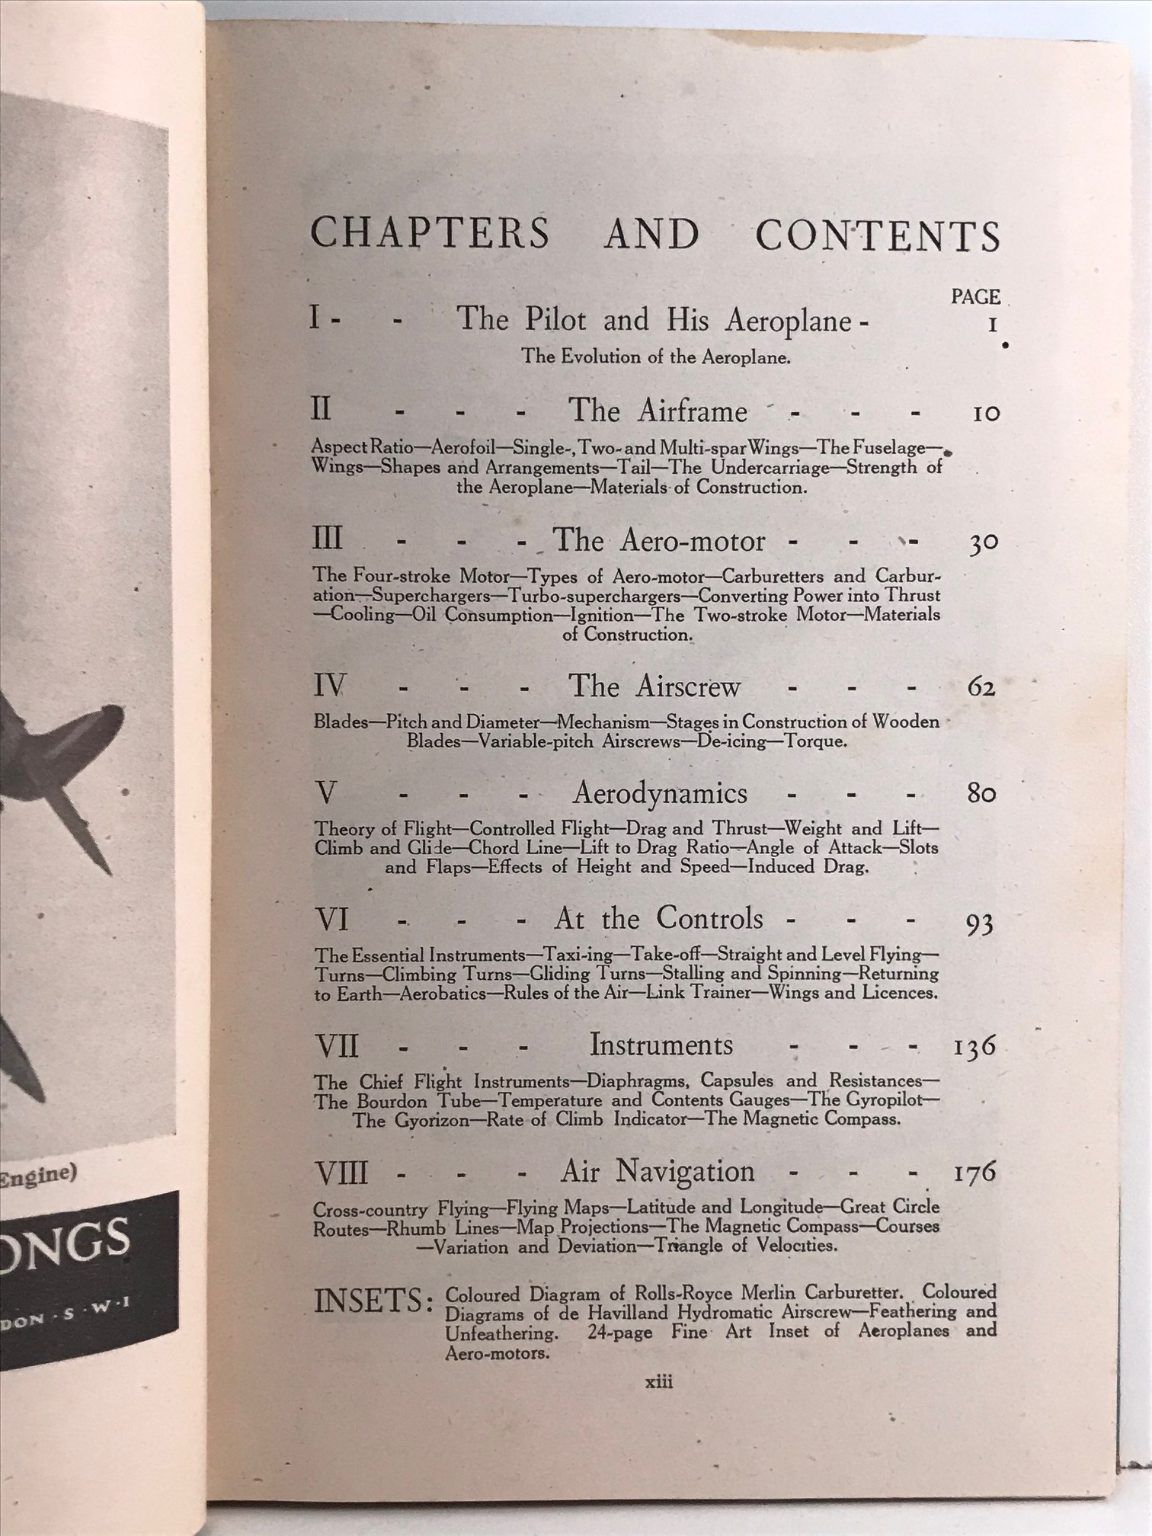 Engine)
ONGS
DON · S · W · I
CHAPTERS AND CONTENTS
PAGE
I - - The Pilot and His Aeroplane - 1
The Evolution of the Aeroplane.
II - - - The Airframe - - - 10
Aspect Ratio—Aerofoil—Single-, Two- and Multi-spar Wings—The Fuselage—
Wings—Shapes and Arrangements—Tail—The Undercarriage—Strength of
the Aeroplane—Materials of Construction.
III - - - The Aero-motor - - - 30
The Four-stroke Motor—Types of Aero-motor—Carburetters and Carbur-
ation—Superchargers—Turbo-superchargers—Converting Power into Thrust
—Cooling—Oil Consumption—Ignition—The Two-stroke Motor—Materials
of Construction.
IV - - - The Airscrew - - - 62
Blades—Pitch and Diameter—Mechanism—Stages in Construction of Wooden
Blades—Variable-pitch Airscrews—De-icing—Torque.
V - - - Aerodynamics - - - 80
Theory of Flight—Controlled Flight—Drag and Thrust—Weight and Lift—
Climb and Glide—Chord Line—Lift to Drag Ratio—Angle of Attack—Slots
and Flaps—Effects of Height and Speed—Induced Drag.
VI - - - At the Controls - - - 93
The Essential Instruments—Taxi-ing—Take-off—Straight and Level Flying—
Turns—Climbing Turns—Gliding Turns—Stalling and Spinning—Returning
to Earth—Aerobatics—Rules of the Air—Link Trainer—Wings and Licences.
VII - - - Instruments - - - 136
The Chief Flight Instruments—Diaphragms, Capsules and Resistances—
The Bourdon Tube—Temperature and Contents Gauges—The Gyropilot—
The Gyorizon—Rate of Climb Indicator—The Magnetic Compass.
VIII - - - Air Navigation - - - 176
Cross-country Flying—Flying Maps—Latitude and Longitude—Great Circle
Routes—Rhumb Lines—Map Projections—The Magnetic Compass—Courses
—Variation and Deviation—Triangle of Velocities.
INSETS: Coloured Diagram of Rolls-Royce Merlin Carburetter. Coloured
Diagrams of de Havilland Hydromatic Airscrew—Feathering and
Unfeathering. 24-page Fine Art Inset of Aeroplanes and
Aero-motors.
xiii